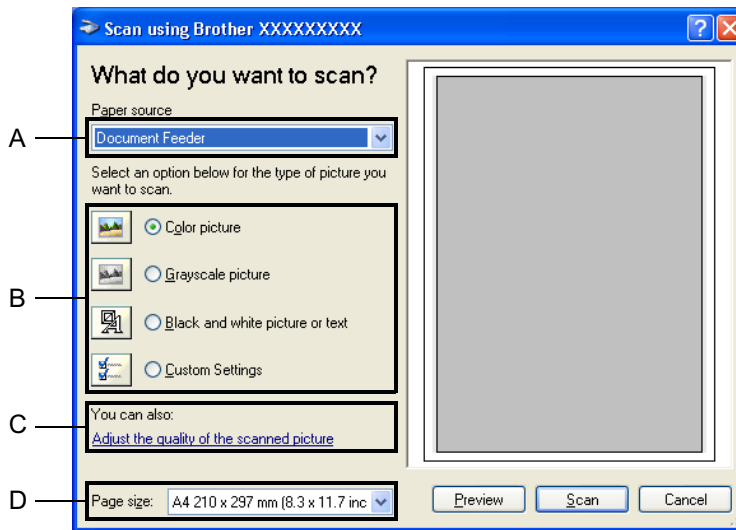 Scan using Brother XXXXXXXXX
What do you want to scan?
Paper source
A
Document Feeder
Select an option below for the type of picture you
want to scan.
Color picture
Grayscale picture
B
Black and white picture or text
Custom Settings
You can also:
C
Adjust the quality of the scanned picture
D
Page size:
A4 210 x 297 mm (8.3 x 11.7 inc
Preview
Scan
Cancel